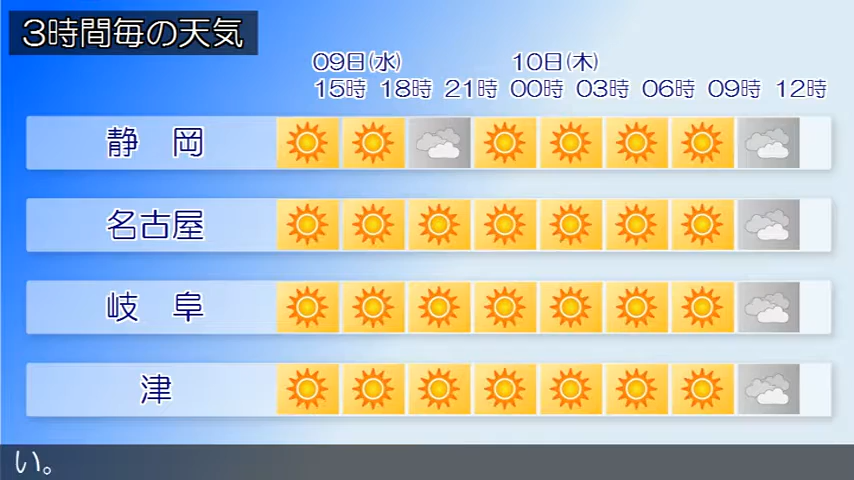 3時間毎の天気
09日(水) 10日(木)
15時 18時 21時 00時 03時 06時 09時 12時
静 岡
名古屋
岐 阜
津
い。